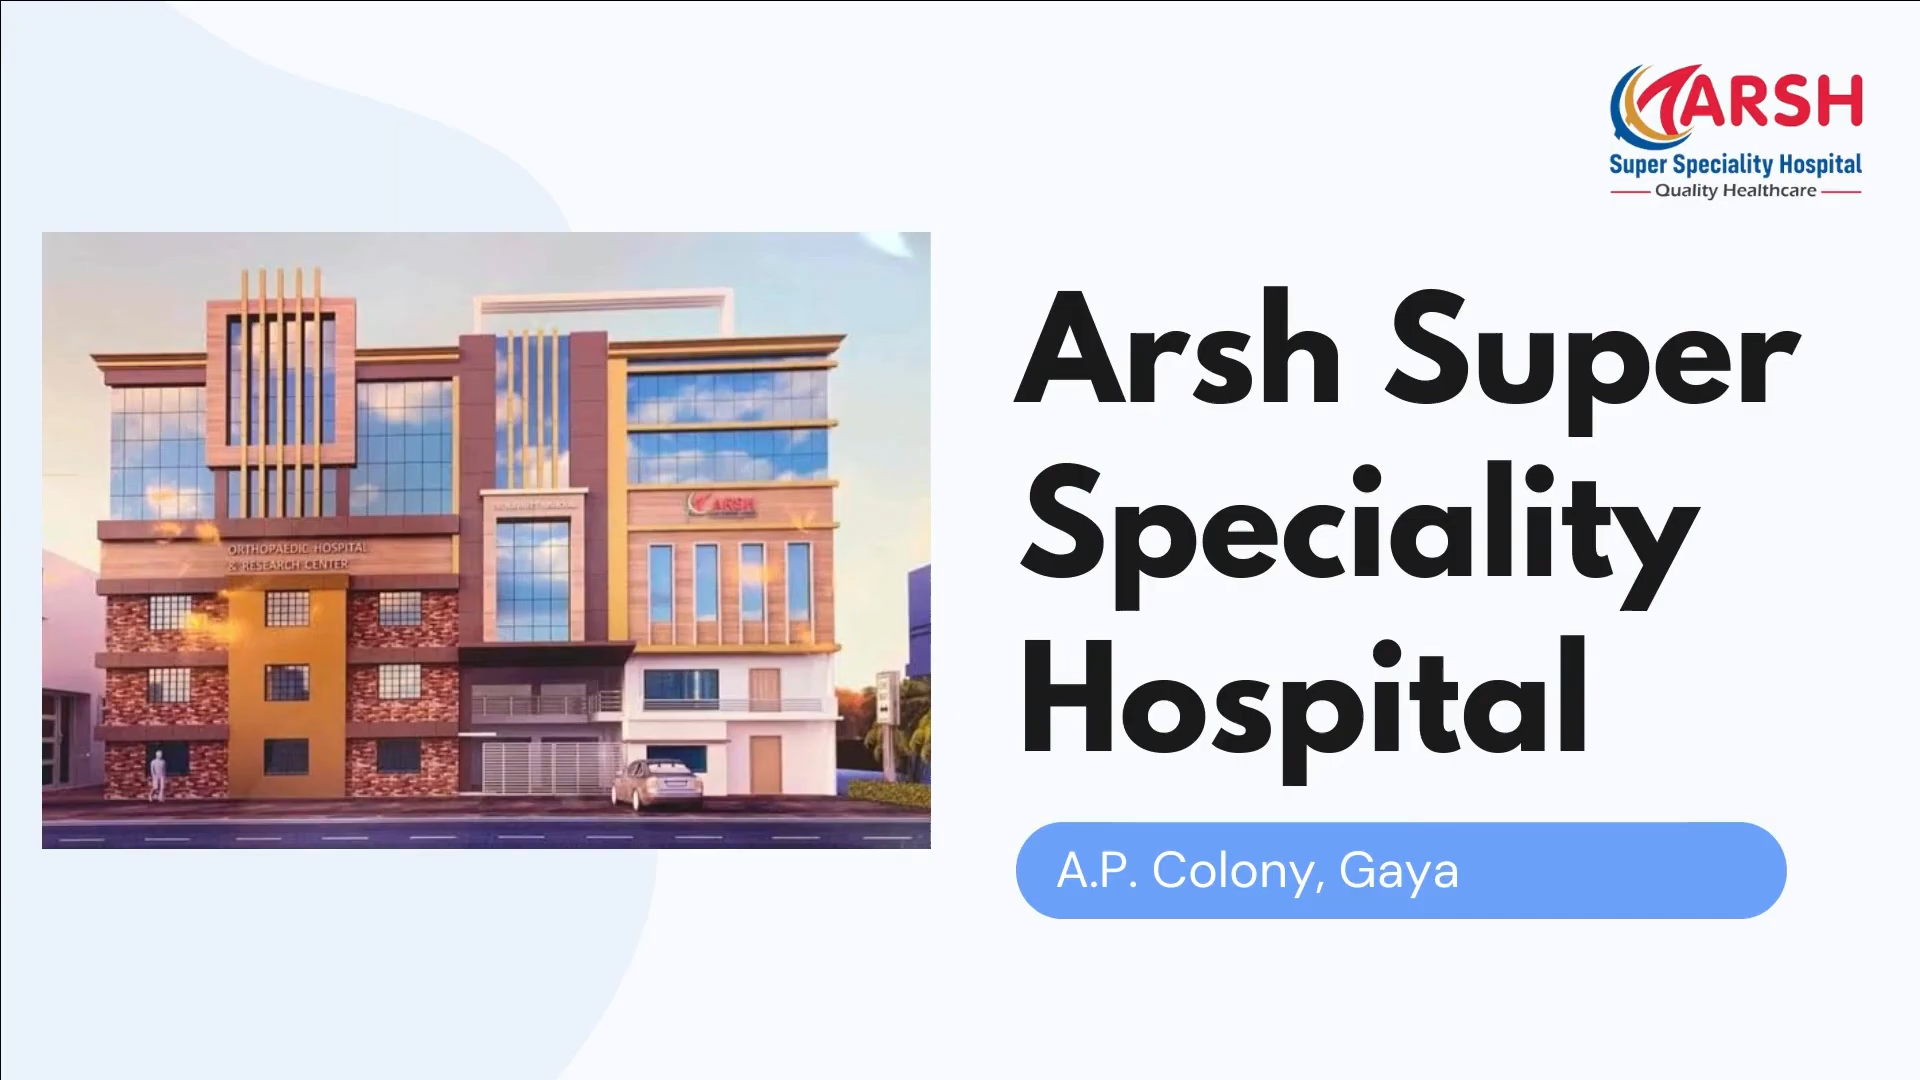 ARSH
Super Speciality Hospital
Quality Healthcare
Arsh Super
Speciality
Hospital
A.P. Colony, Gaya
ORTHOPAEDIC HOSPITAL
& RESEARCH CENTER
ARSH